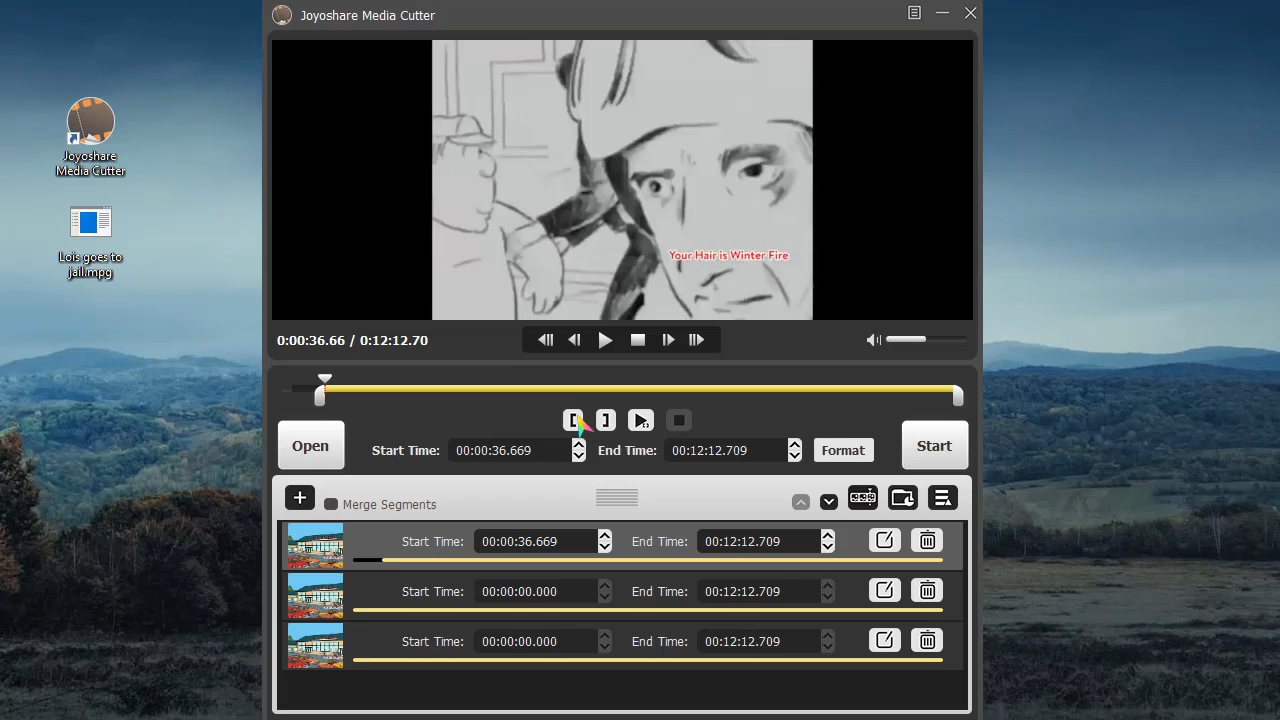 Joyoshare Media Cutter
Joyoshare
Media Cutter
Lois goes to
jail.mpg
Your Hair is Winter Fire
0:00:36.66 / 0:12:12.70
Open
Start Time:
00:00:36.669
End Time:
00:12:12.709
Format
Start
Merge Segments
Start Time:
00:00:36.669
End Time:
00:12:12.709
Start Time:
00:00:00.000
End Time:
00:12:12.709
Start Time:
00:00:00.000
End Time:
00:12:12.709